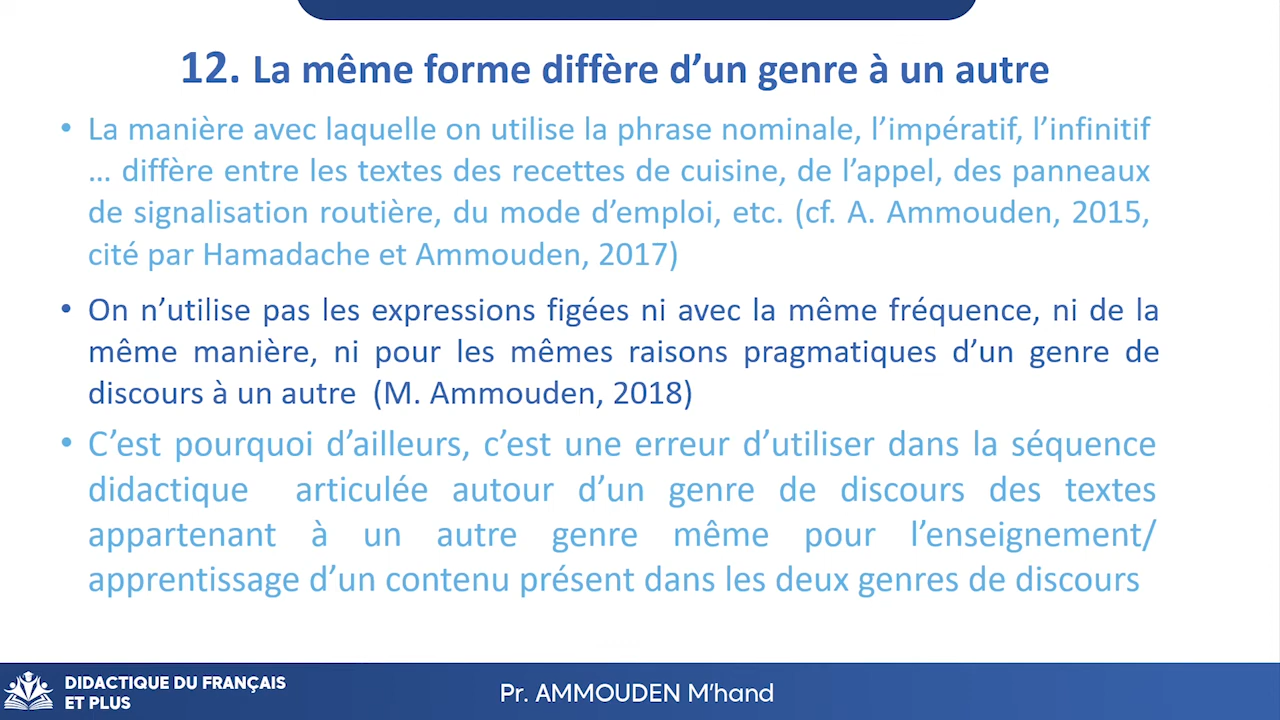 12. La même forme diffère d’un genre à un autre
• La manière avec laquelle on utilise la phrase nominale, l’impératif, l’infinitif
… diffère entre les textes des recettes de cuisine, de l’appel, des panneaux
de signalisation routière, du mode d’emploi, etc. (cf. A. Ammouden, 2015,
cité par Hamadache et Ammouden, 2017)
• On n’utilise pas les expressions figées ni avec la même fréquence, ni de la
même manière, ni pour les mêmes raisons pragmatiques d’un genre de
discours à un autre (M. Ammouden, 2018)
• C’est pourquoi d’ailleurs, c’est une erreur d’utiliser dans la séquence
didactique articulée autour d’un genre de discours des textes
appartenant à un autre genre même pour l’enseignement/
apprentissage d’un contenu présent dans les deux genres de discours
DIDACTIQUE DU FRANÇAIS
ET PLUS
Pr. AMMOUDEN M’hand